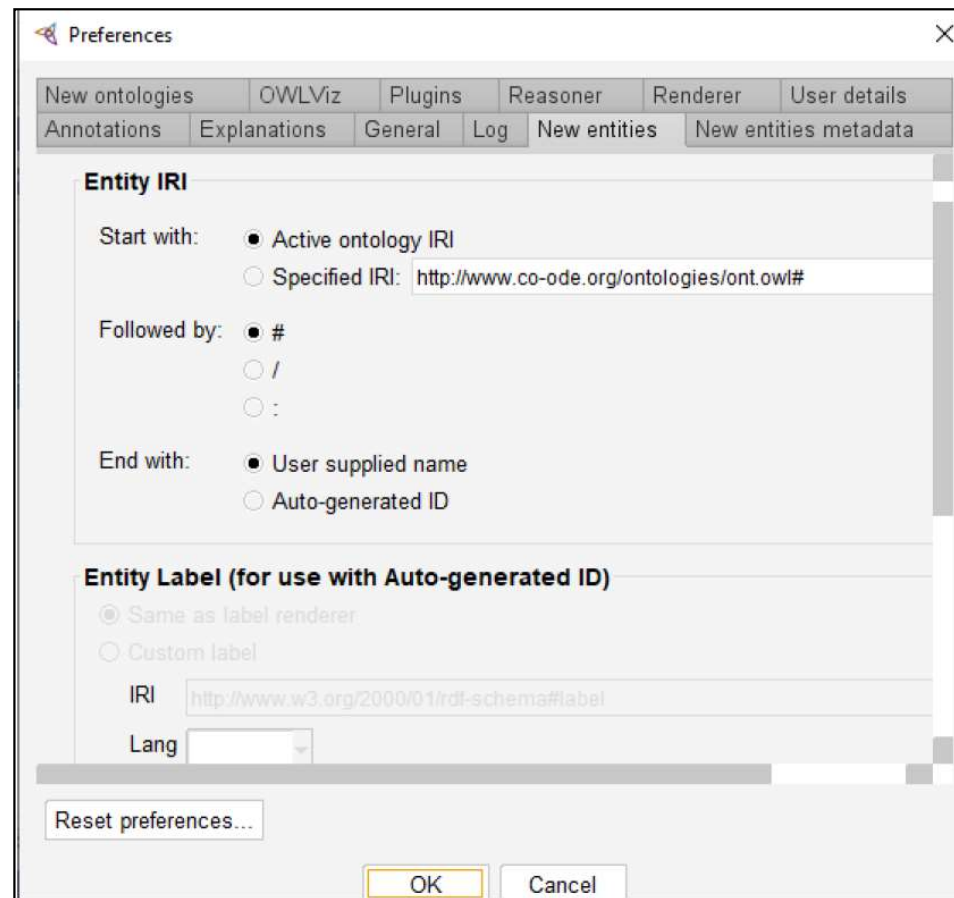 Preferences
New ontologies OWLViz Plugins Reasoner Renderer User details
Annotations Explanations General Log New entities New entities metadata
Entity IRI
Start with: Active ontology IRI
Specified IRI: http://www.co-ode.org/ontologies/ont.owl#
Followed by: #
/
:
End with: User supplied name
Auto-generated ID
Entity Label (for use with Auto-generated ID)
Same as label renderer
Custom label
IRI http://www.w3.org/2000/01/rdf-schema#label
Lang
Reset preferences...
OK Cancel